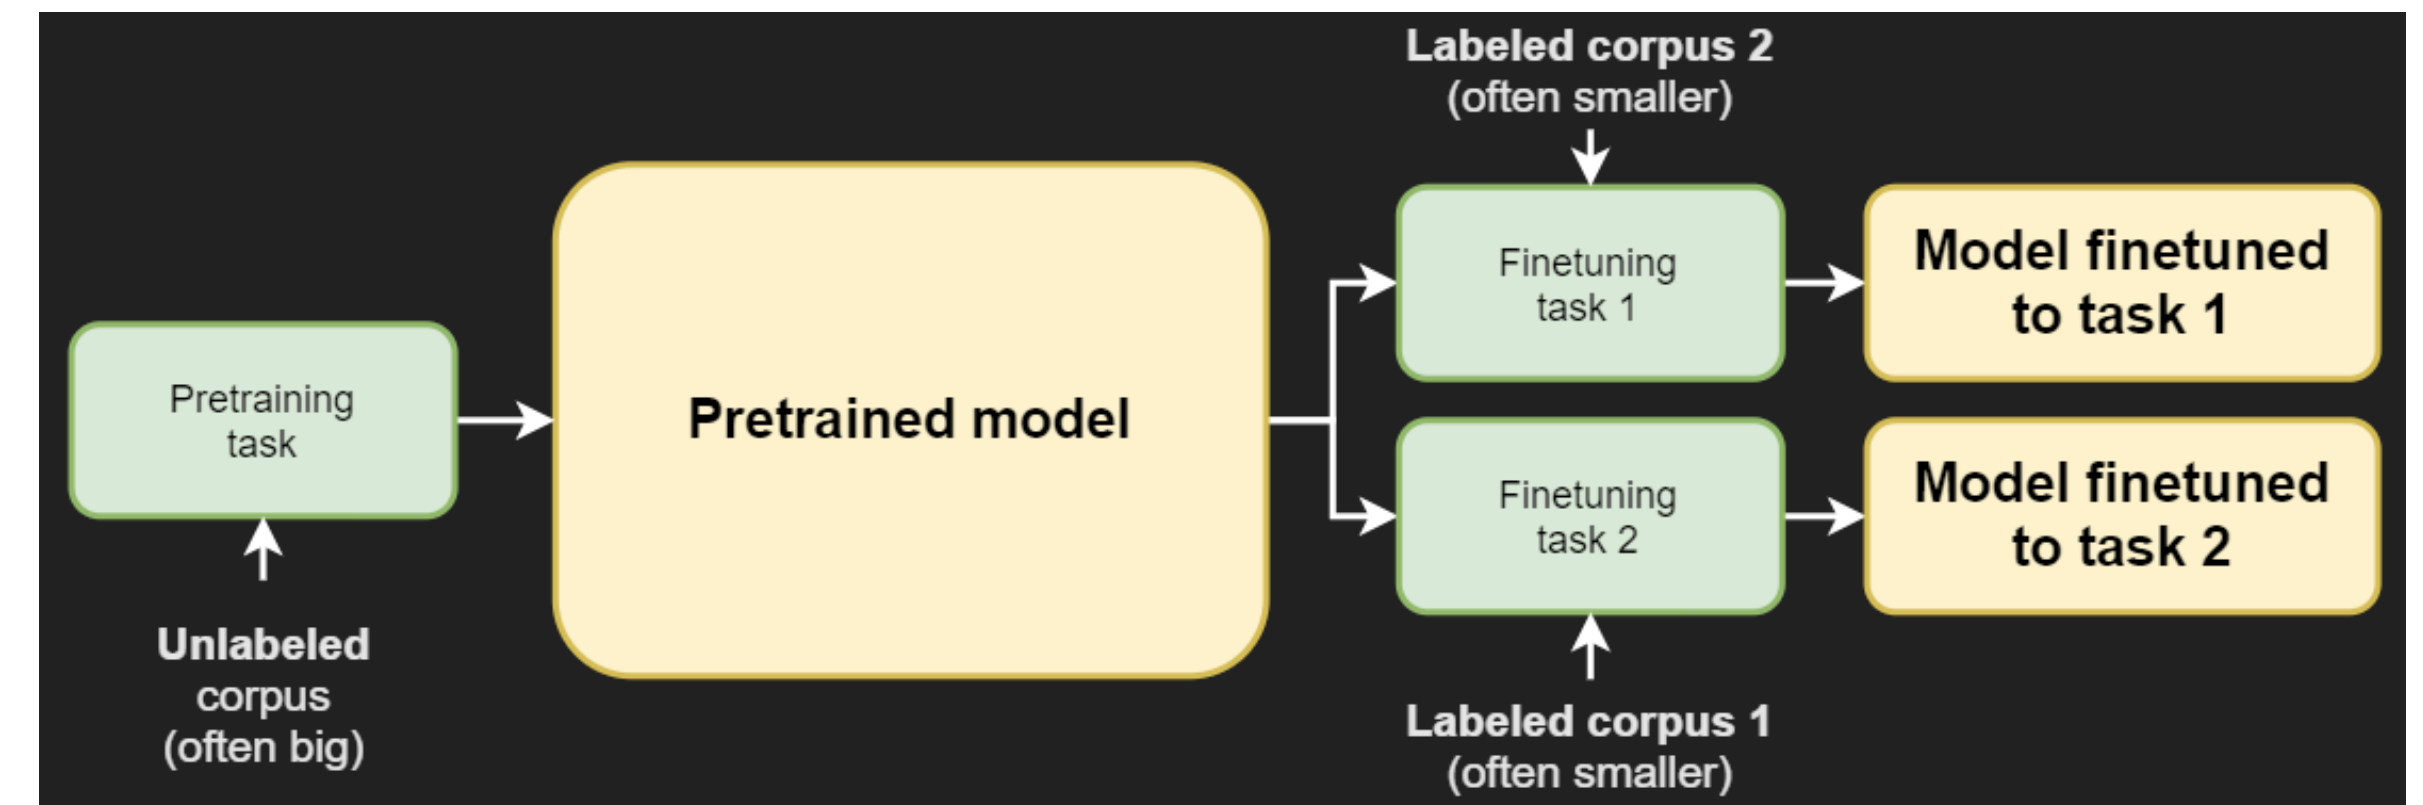 Pretraining
task
Unlabeled
corpus
(often big)
Pretrained model
Labeled corpus 2
(often smaller)
Finetuning
task 1
Model finetuned
to task 1
Finetuning
task 2
Model finetuned
to task 2
Labeled corpus 1
(often smaller)